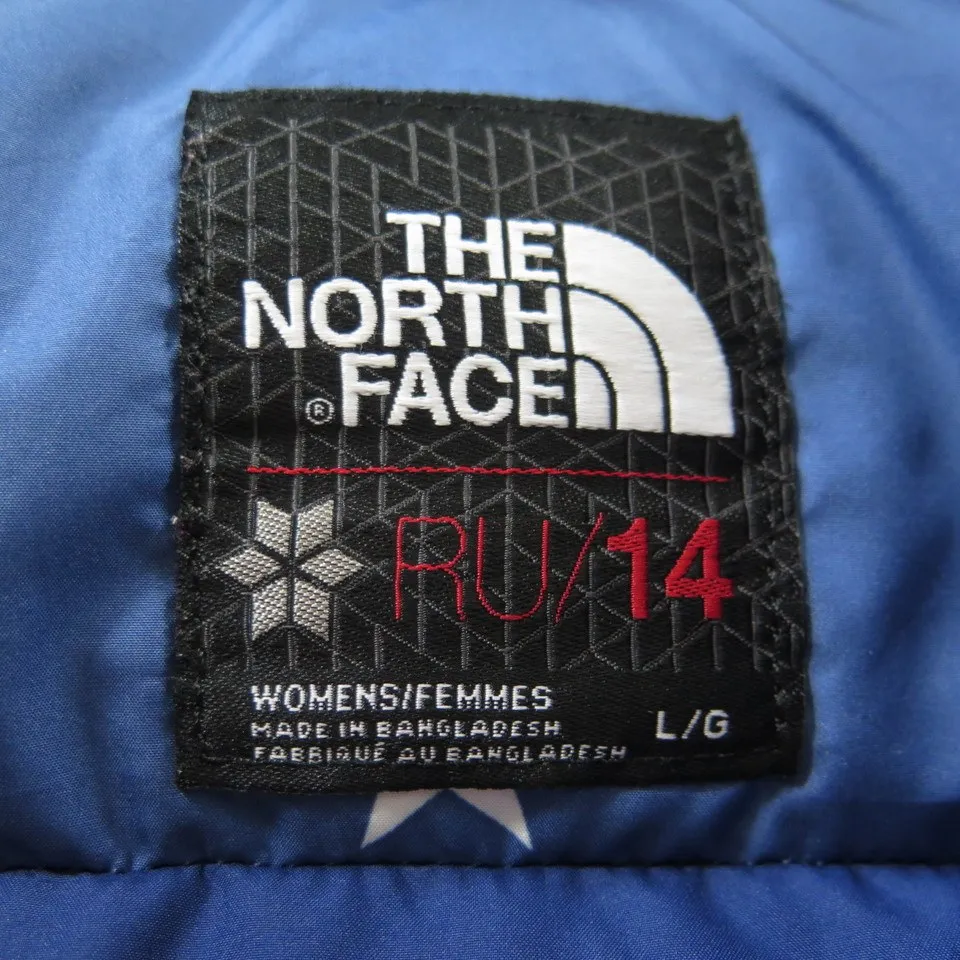 THE
NORTH
® FACE
RU/14
WOMENS/FEMMES
MADE IN BANGLADESH
FABRIQUÉ AU BANGLADESH
L/G